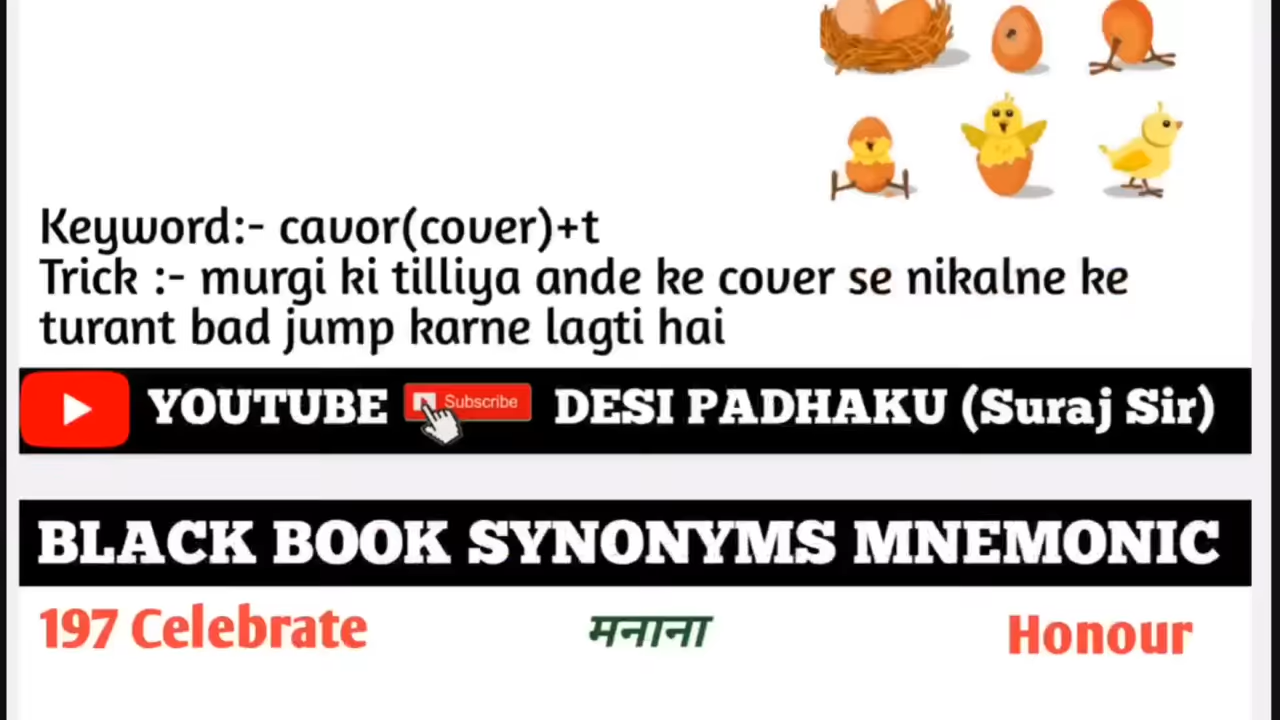 Keyword:- cavor(cover)+t
Trick :- murgi ki tilliya ande ke cover se nikalne ke
turant bad jump karne lagti hai
YOUTUBE Subscribe DESI PADHAKU (Suraj Sir)
BLACK BOOK SYNONYMS MNEMONIC
197 Celebrate मनाना Honour